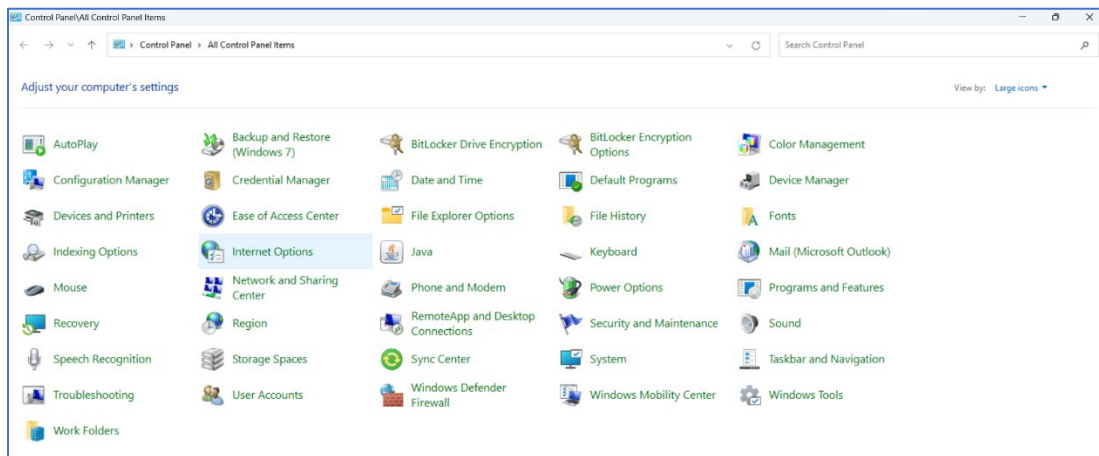 Control Panel\All Control Panel Items
Control Panel > All Control Panel Items
Search Control Panel
Adjust your computer's settings
View by: Large icons
AutoPlay
Backup and Restore
(Windows 7)
BitLocker Drive Encryption
BitLocker Encryption
Options
Color Management
Configuration Manager
Credential Manager
Date and Time
Default Programs
Device Manager
Devices and Printers
Ease of Access Center
File Explorer Options
File History
Fonts
Indexing Options
Internet Options
Java
Keyboard
Mail (Microsoft Outlook)
Mouse
Network and Sharing
Center
Phone and Modem
Power Options
Programs and Features
Recovery
Region
RemoteApp and Desktop
Connections
Security and Maintenance
Sound
Speech Recognition
Storage Spaces
Sync Center
System
Taskbar and Navigation
Troubleshooting
User Accounts
Windows Defender
Firewall
Windows Mobility Center
Windows Tools
Work Folders